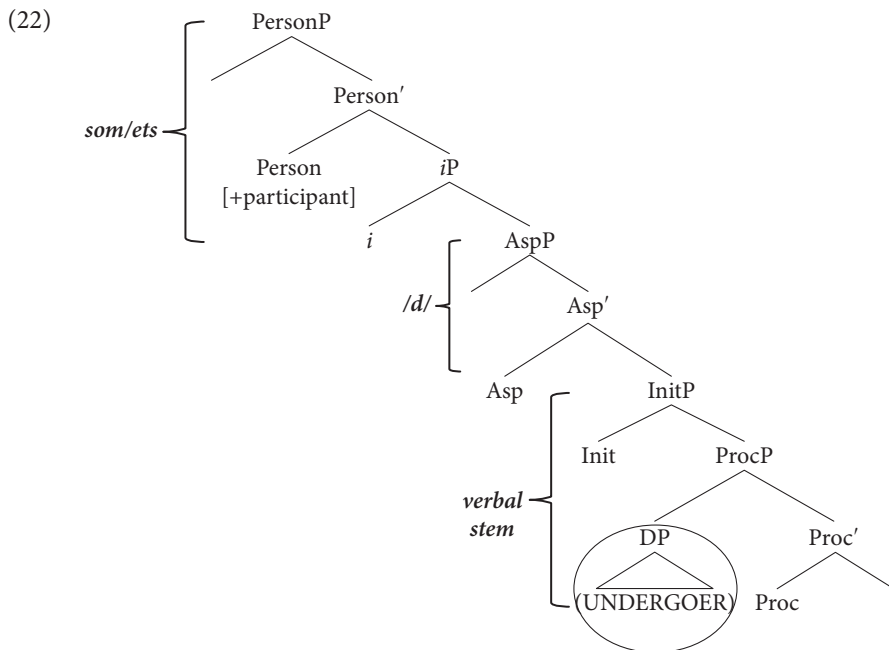 (22)
PersonP
Person′
som/ets
Person
[+participant]
iP
i
AspP
/d/
Asp′
Asp
InitP
Init
ProcP
verbal
stem
DP
Proc′
(UNDERGOER)
Proc